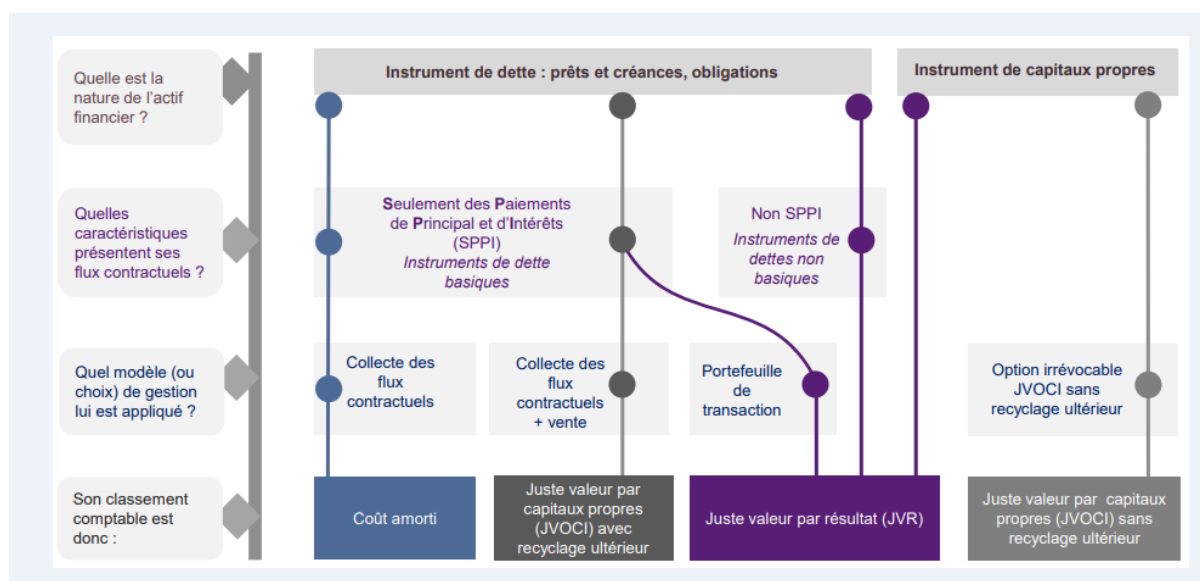 Quelle est la
nature de l'actif
financier ?
Instrument de dette : prêts et créances, obligations
Instrument de capitaux propres
Quelles
caractéristiques
présentent ses
flux contractuels ?
Seulement des Paiements
de Principal et d'Intérêts
(SPPI)
Instruments de dette
basiques
Non SPPI
Instruments de
dettes non
basiques
Quel modèle (ou
choix) de gestion
lui est appliqué ?
Collecte des
flux
contractuels
Collecte des
flux
contractuels
+ vente
Portefeuille
de
transaction
Option irrévocable
JVOCI sans
recyclage ultérieur
Son classement
comptable est
donc :
Coût amorti
Juste valeur par
capitaux propres
(JVOCI) avec
recyclage ultérieur
Juste valeur par résultat (JVR)
Juste valeur par capitaux
propres (JVOCI) sans
recyclage ultérieur